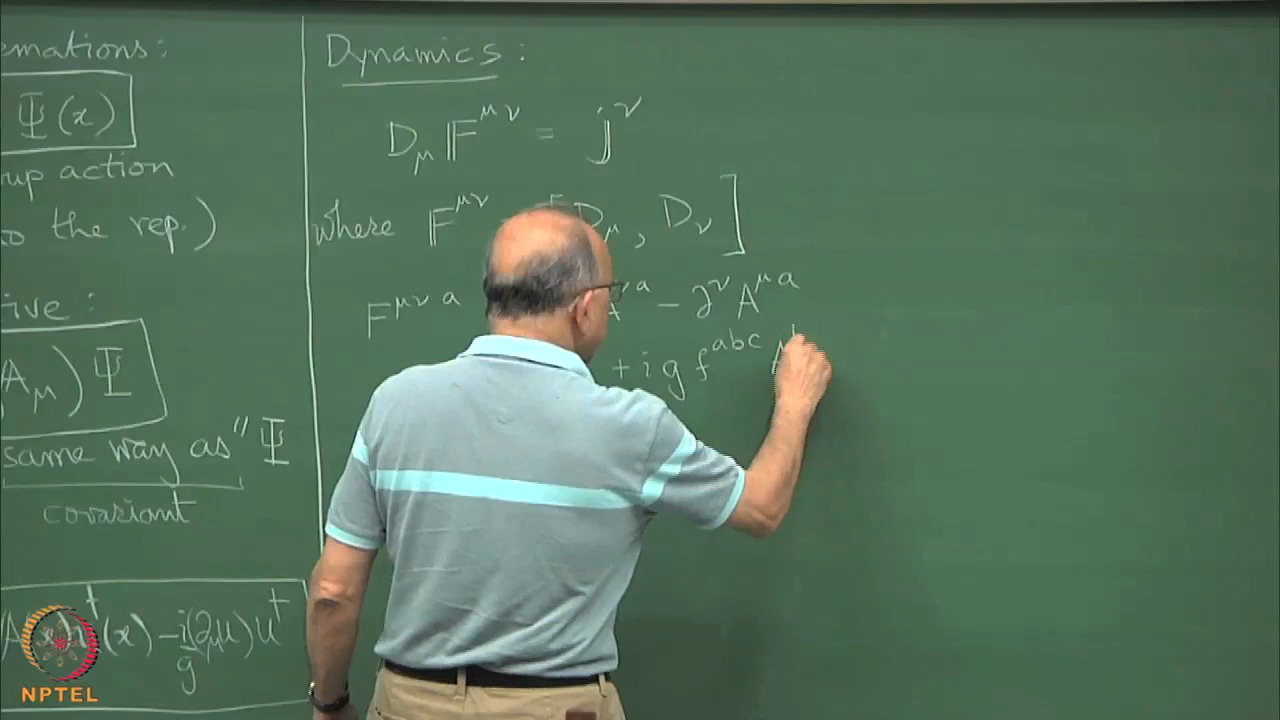 emations:
Ψ(x)
up action
o the rep.)
ive:
A_μ) Ψ
same way as" Ψ
covariant
(x) − i/g (∂_μ U) U†
Dynamics:
D_μ F^{μν} = j^ν
where F^{μν} [D_μ, D_ν]
F^{μν a} A^{ν a} − ∂^ν A^{μ a}
+ i g f^{abc} A
NPTEL